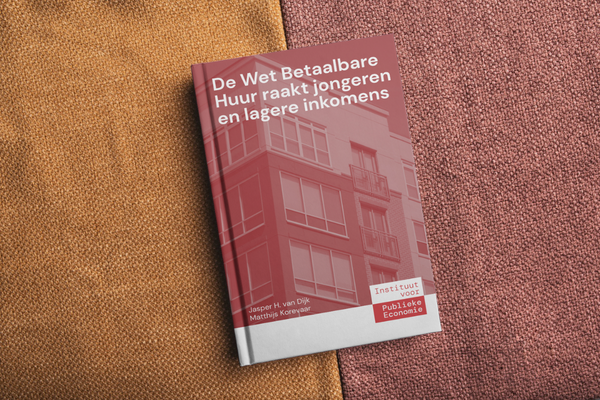 De Wet Betaalbare
Huur raakt jongeren
en lagere inkomens
Jasper H. van Dijk
Matthijs Korevaar
Instituut
voor
Publieke
Economie